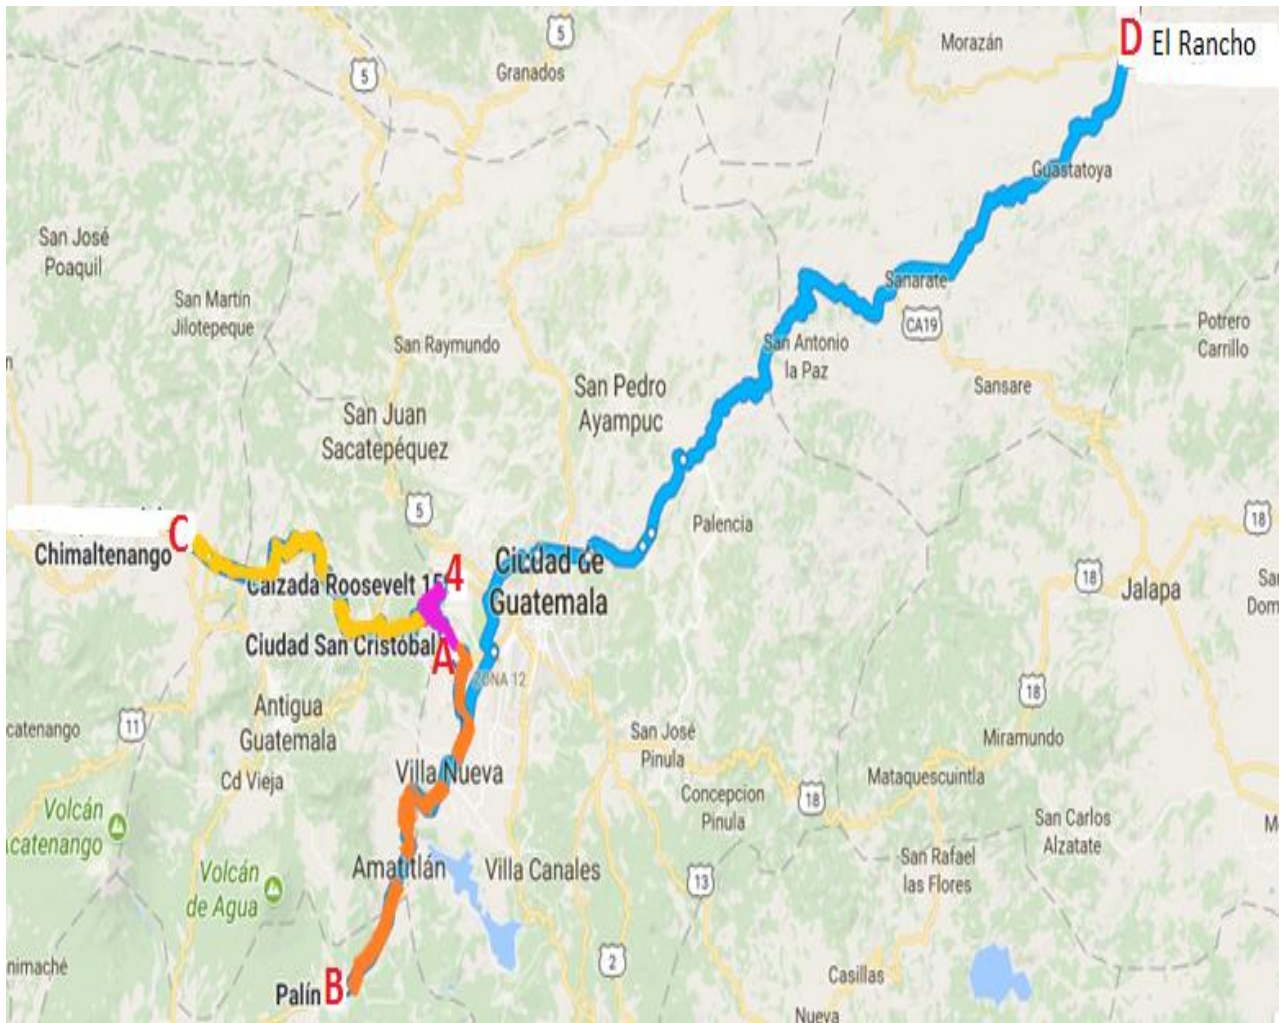 5
Morazán
D El Rancho
5
Granados
Guastatoya
San José
Poaquil
San Martin
Jilotepeque
Sanarate
CA19
Potrero
Carrillo
San Raymundo
San Antonio
la Paz
San Pedro
Ayampuc
Sansare
San Juan
Sacatepéquez
5
Palencia
18
C
Chimaltenango
Ciudad de
Guatemala
4
Calzada Roosevelt 15
18
Jalapa
Ciudad San Cristóbal
A
ZONA 12
18
Antigua
Guatemala
catenango
11
San José
Pinula
Miramundo
Villa Nueva
Cd Vieja
Mataquescuintla
Concepcion
Pinula
18
Volcán
catenango
San Carlos
Alzatate
Amatitlán
Villa Canales
San Rafael
las Flores
13
Volcán
de Agua
2
nimaché
Casillas
Palín B
Nueva